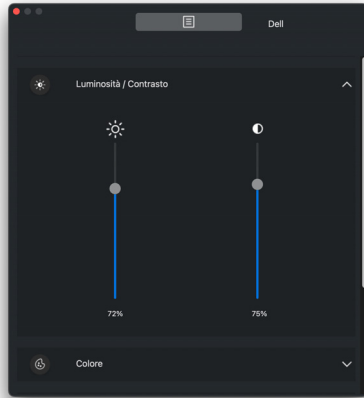 Dell
Luminosità / Contrasto
72%
75%
Colore